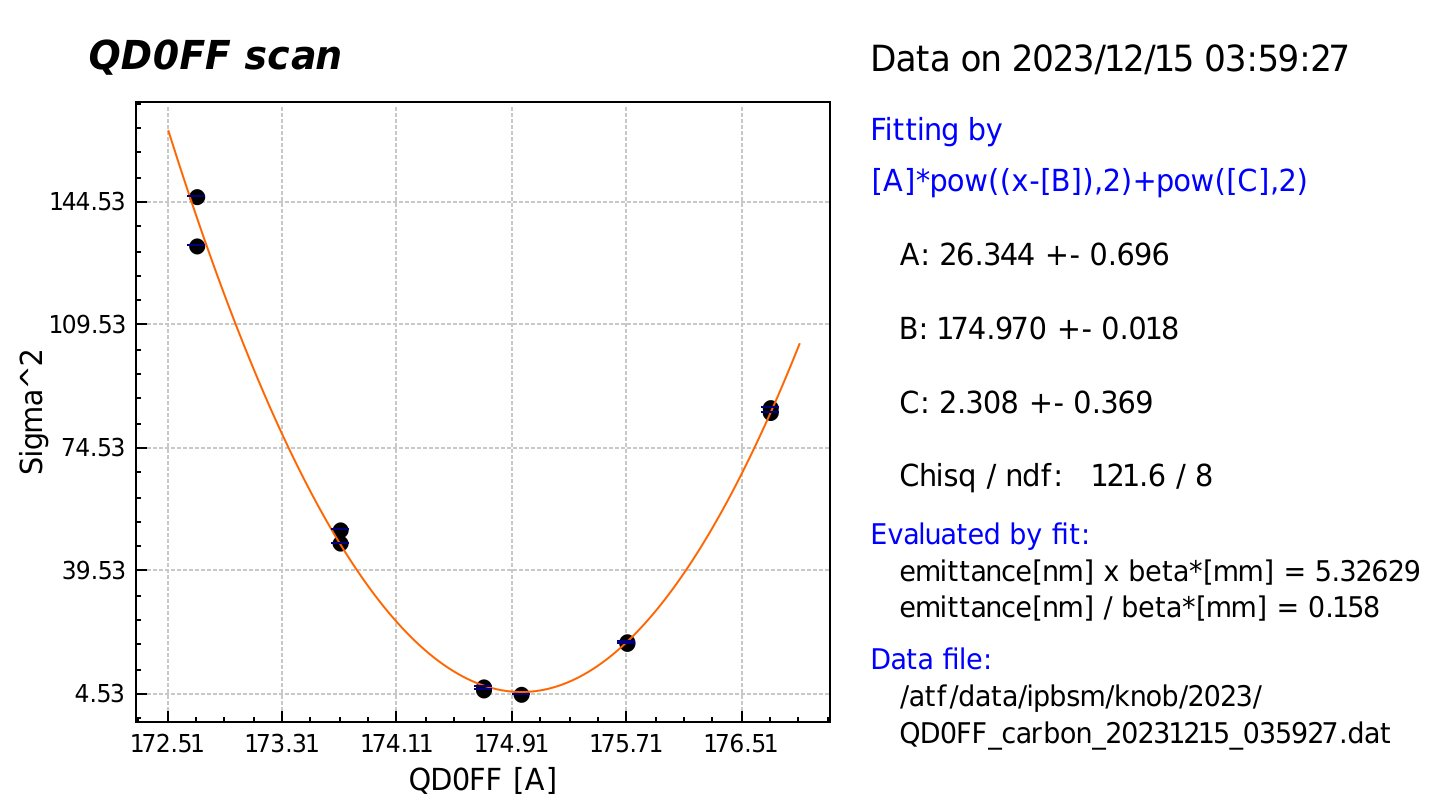 QD0FF scan
Data on 2023/12/15 03:59:27
Fitting by
[A]*pow((x-[B]),2)+pow([C],2)
A: 26.344 +- 0.696
B: 174.970 +- 0.018
C: 2.308 +- 0.369
Chisq / ndf: 121.6 / 8
Evaluated by fit:
emittance[nm] x beta*[mm] = 5.32629
emittance[nm] / beta*[mm] = 0.158
Data file:
/atf/data/ipbsm/knob/2023/
QD0FF_carbon_20231215_035927.dat
Sigma^2
144.53
109.53
74.53
39.53
4.53
172.51 173.31 174.11 174.91 175.71 176.51
QD0FF [A]